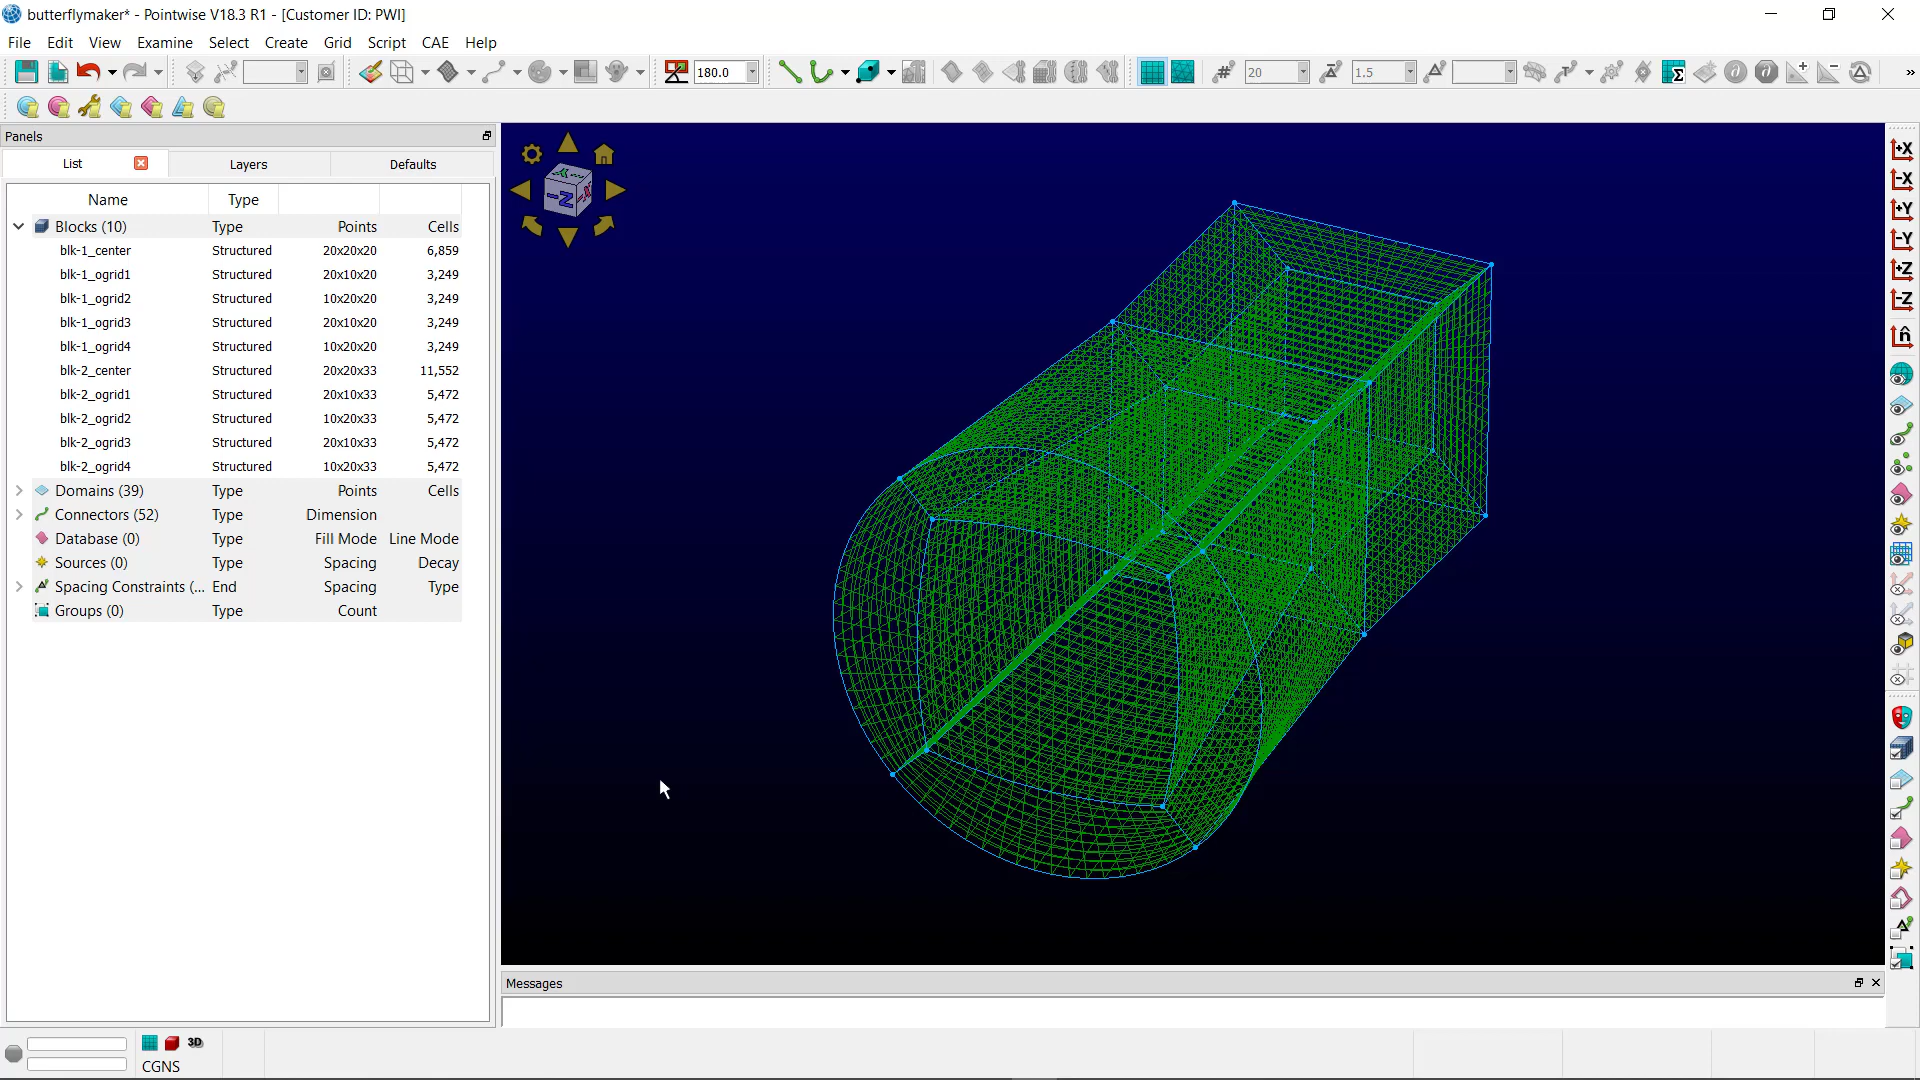 butterflymaker* - Pointwise V18.3 R1 - [Customer ID: PWI]
File Edit View Examine Select Create Grid Script CAE Help
180.0 20 1.5 »
Panels
List Layers Defaults
Name Type
Blocks (10) Type Points Cells
blk-1_center Structured 20x20x20 6,859
blk-1_ogrid1 Structured 20x10x20 3,249
blk-1_ogrid2 Structured 10x20x20 3,249
blk-1_ogrid3 Structured 20x10x20 3,249
blk-1_ogrid4 Structured 10x20x20 3,249
blk-2_center Structured 20x20x33 11,552
blk-2_ogrid1 Structured 20x10x33 5,472
blk-2_ogrid2 Structured 10x20x33 5,472
blk-2_ogrid3 Structured 20x10x33 5,472
blk-2_ogrid4 Structured 10x20x33 5,472
Domains (39) Type Points Cells
Connectors (52) Type Dimension
Database (0) Type Fill Mode Line Mode
Sources (0) Type Spacing Decay
Spacing Constraints (... End Spacing Type
Groups (0) Type Count
-Z
+X
-X
+Y
-Y
+Z
-Z
n̂
Messages
3D
CGNS